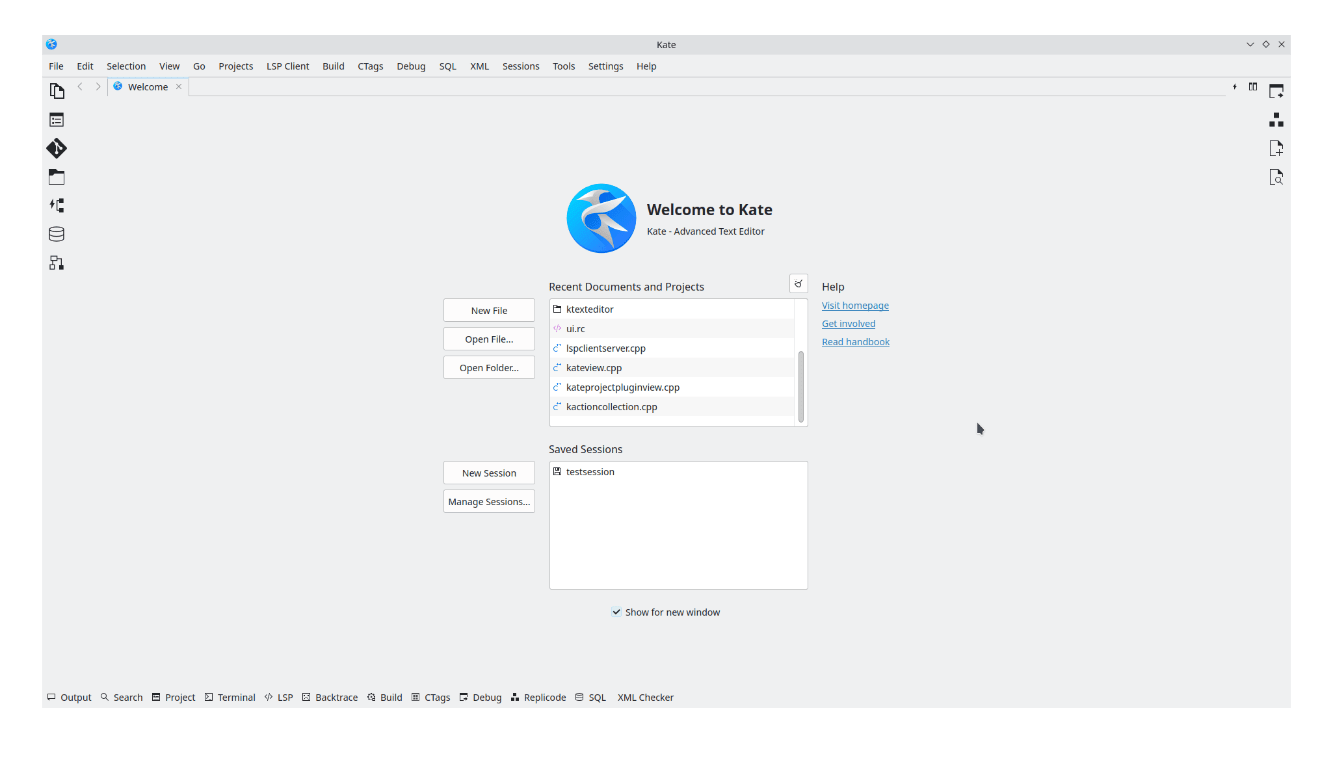 Kate
File Edit Selection View Go Projects LSP Client Build CTags Debug SQL XML Sessions Tools Settings Help
Welcome
Welcome to Kate
Kate - Advanced Text Editor
Recent Documents and Projects
New File
Open File...
Open Folder...
ktexteditor
ui.rc
lspclientserver.cpp
kateview.cpp
kateprojectpluginview.cpp
kactioncollection.cpp
Help
Visit homepage
Get involved
Read handbook
Saved Sessions
New Session
Manage Sessions...
testsession
Show for new window
Output Search Project Terminal LSP Backtrace Build CTags Debug Replicode SQL XML Checker